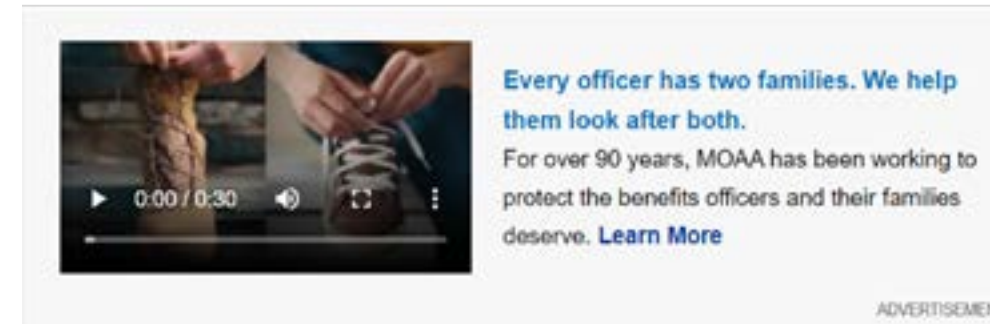 Every officer has two families. We help
them look after both.
For over 90 years, MOAA has been working to
protect the benefits officers and their families
deserve. Learn More
0:00 / 0:30
ADVERTISEME